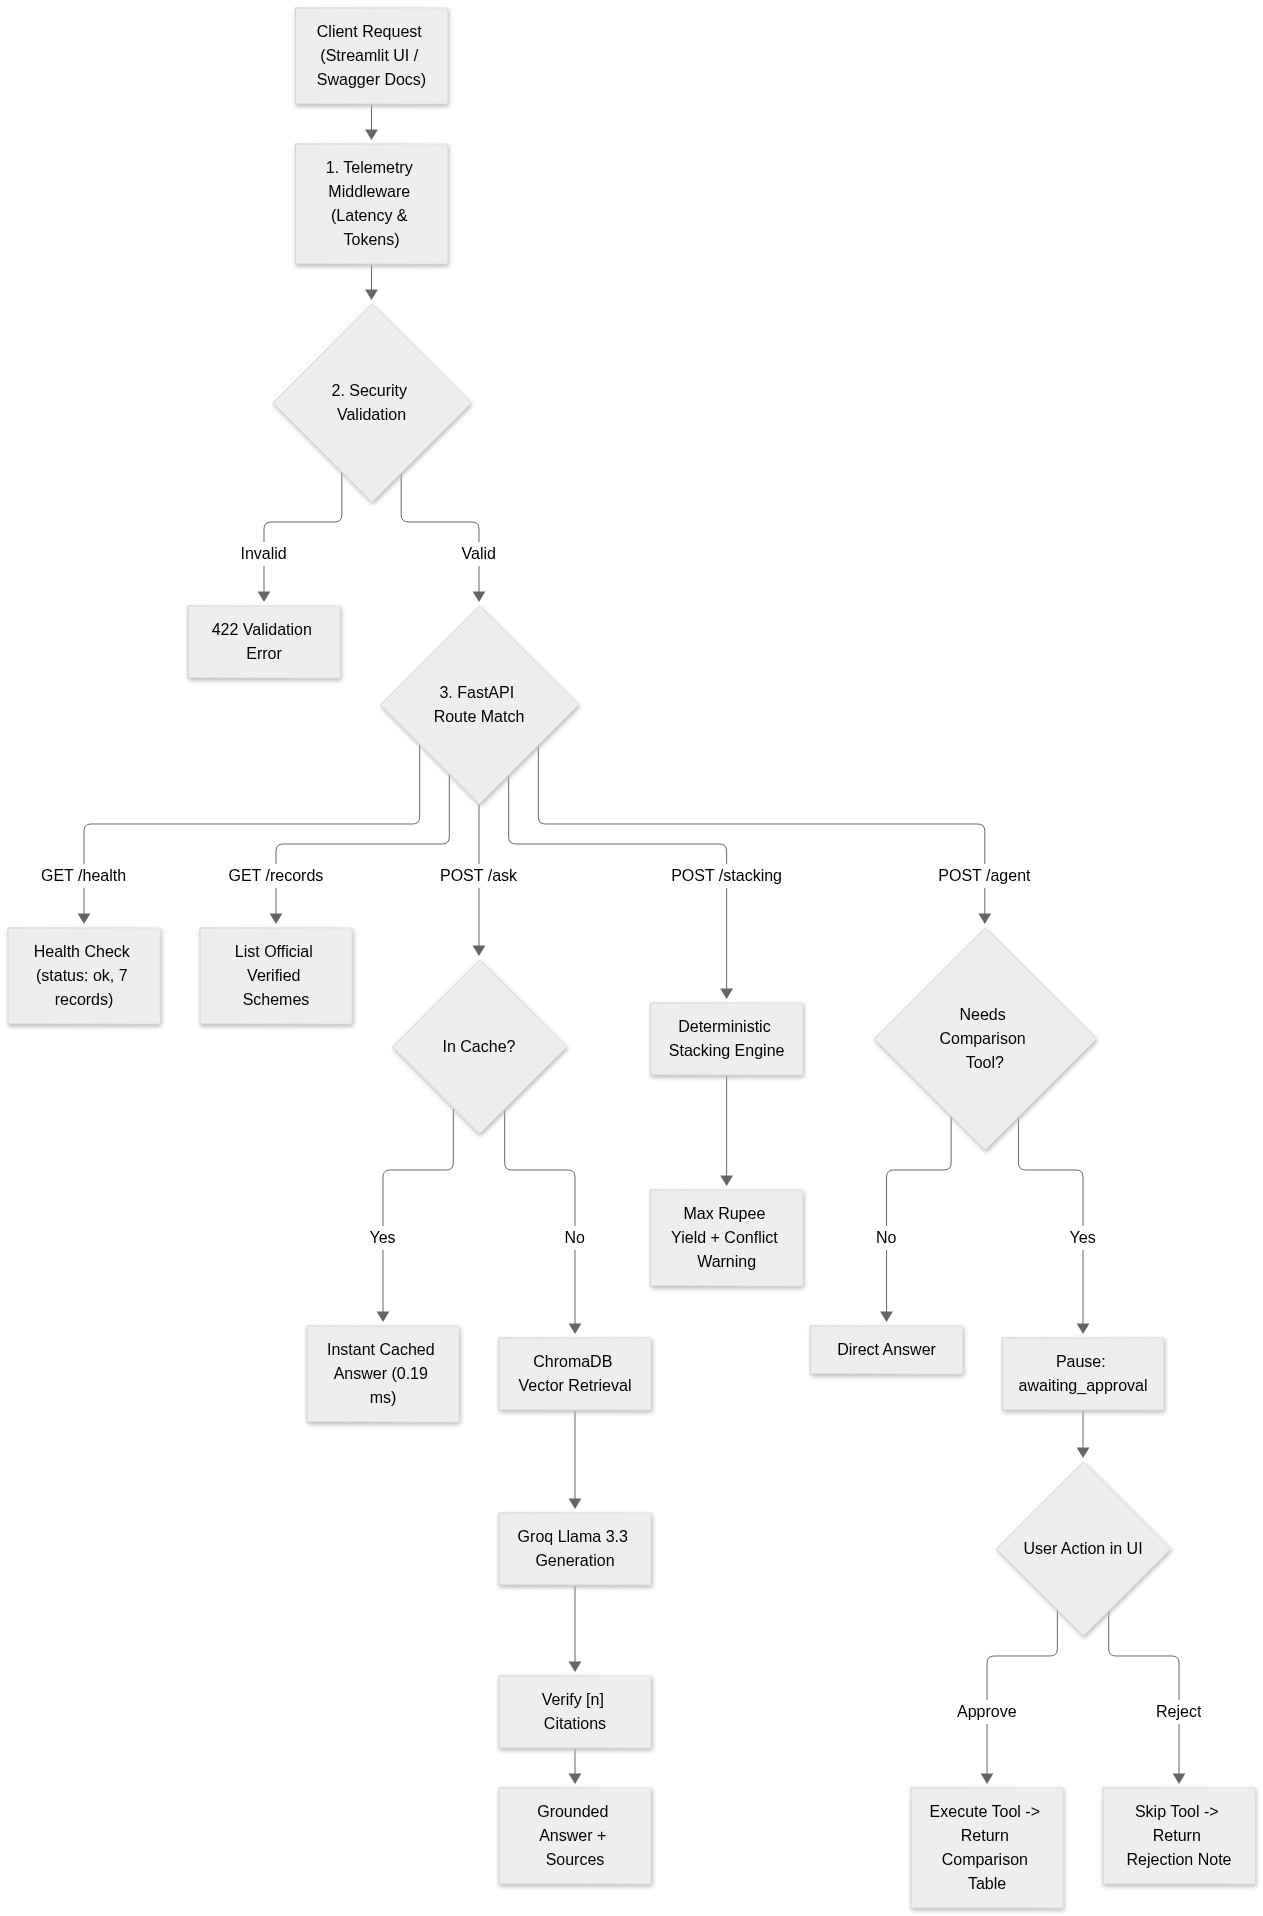 Client Request
(Streamlit UI /
Swagger Docs)
1. Telemetry
Middleware
(Latency &
Tokens)
2. Security
Validation
Invalid
Valid
422 Validation
Error
3. FastAPI
Route Match
GET /health
GET /records
POST /ask
POST /stacking
POST /agent
Health Check
(status: ok, 7
records)
List Official
Verified
Schemes
In Cache?
Deterministic
Stacking Engine
Needs
Comparison
Tool?
Yes
No
Max Rupee
Yield + Conflict
Warning
No
Yes
Instant Cached
Answer (0.19
ms)
ChromaDB
Vector Retrieval
Direct Answer
Pause:
awaiting_approval
Groq Llama 3.3
Generation
User Action in UI
Verify [n]
Citations
Approve
Reject
Grounded
Answer +
Sources
Execute Tool ->
Return
Comparison
Table
Skip Tool ->
Return
Rejection Note